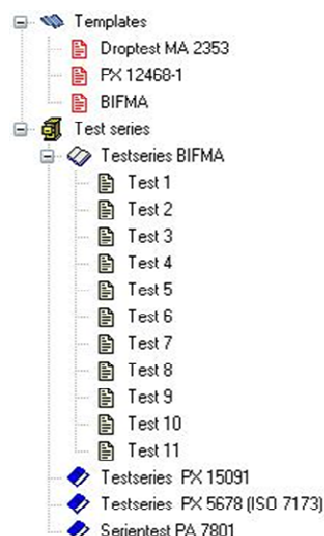 Templates
Droptest MA 2353
PX 12468-1
BIFMA
Test series
Testseries BIFMA
Test 1
Test 2
Test 3
Test 4
Test 5
Test 6
Test 7
Test 8
Test 9
Test 10
Test 11
Testseries PX 15091
Testseries PX 5678 (ISO 7173)
Serientest PA 7801